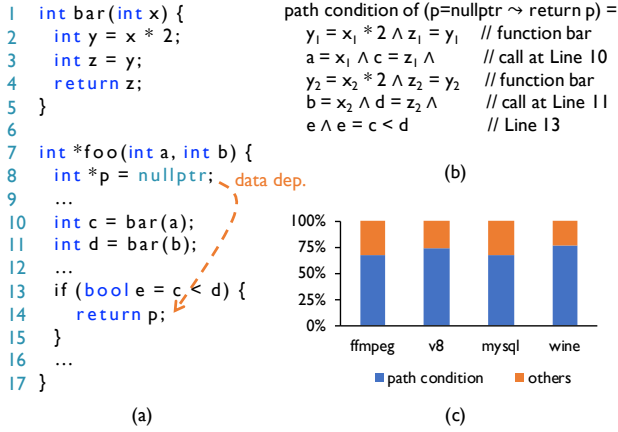 1 int bar(int x) {
2 int y = x * 2;
3 int z = y;
4 return z;
5 }
6
7 int *foo(int a, int b) {
8 int *p = nullptr;
data dep.
9 ...
10 int c = bar(a);
11 int d = bar(b);
12 ...
13 if (bool e = c < d) {
14 return p;
15 }
16 ...
17 }
(a)
path condition of (p=nullptr ⤳ return p) =
y₁ = x₁ * 2 ∧ z₁ = y₁ // function bar
a = x₁ ∧ c = z₁ ∧ // call at Line 10
y₂ = x₂ * 2 ∧ z₂ = y₂ // function bar
b = x₂ ∧ d = z₂ ∧ // call at Line 11
e ∧ e = c < d // Line 13
(b)
100%
75%
50%
25%
0%
ffmpeg v8 mysql wine
path condition others
(c)